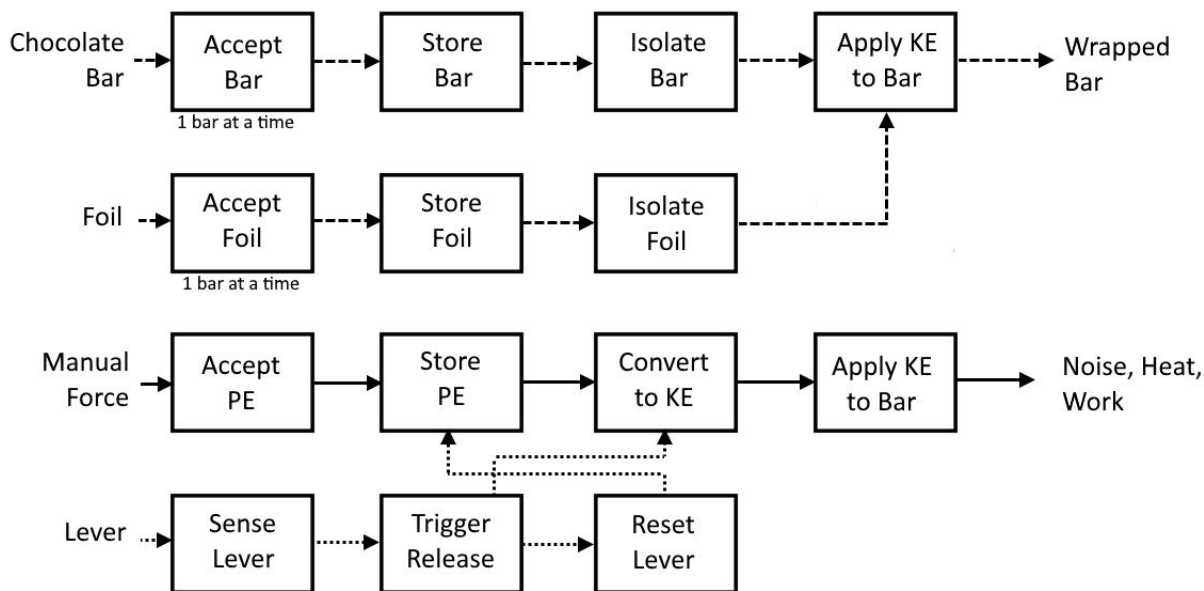 Chocolate
Bar
Accept
Bar
1 bar at a time
Store
Bar
Isolate
Bar
Apply KE
to Bar
Wrapped
Bar
Foil
Accept
Foil
1 bar at a time
Store
Foil
Isolate
Foil
Manual
Force
Accept
PE
Store
PE
Convert
to KE
Apply KE
to Bar
Noise, Heat,
Work
Lever
Sense
Lever
Trigger
Release
Reset
Lever